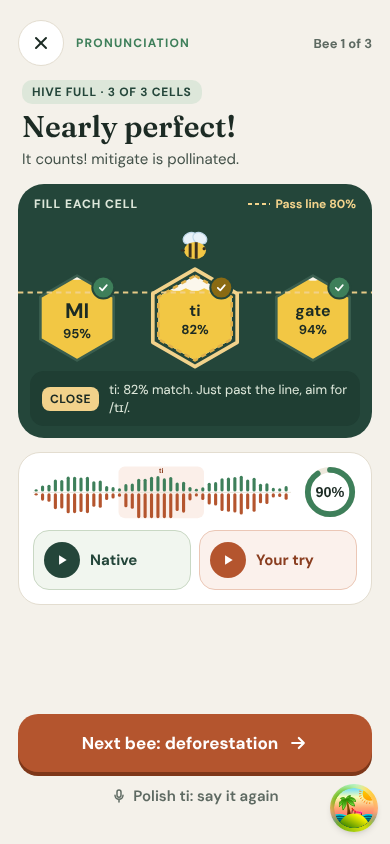 PRONUNCIATION
Bee 1 of 3
HIVE FULL · 3 OF 3 CELLS
Nearly perfect!
It counts! mitigate is pollinated.
FILL EACH CELL
Pass line 80%
MI
95%
ti
82%
gate
94%
CLOSE
ti: 82% match. Just past the line, aim for
/tɪ/.
ti
90%
Native
Your try
Next bee: deforestation
Polish ti: say it again